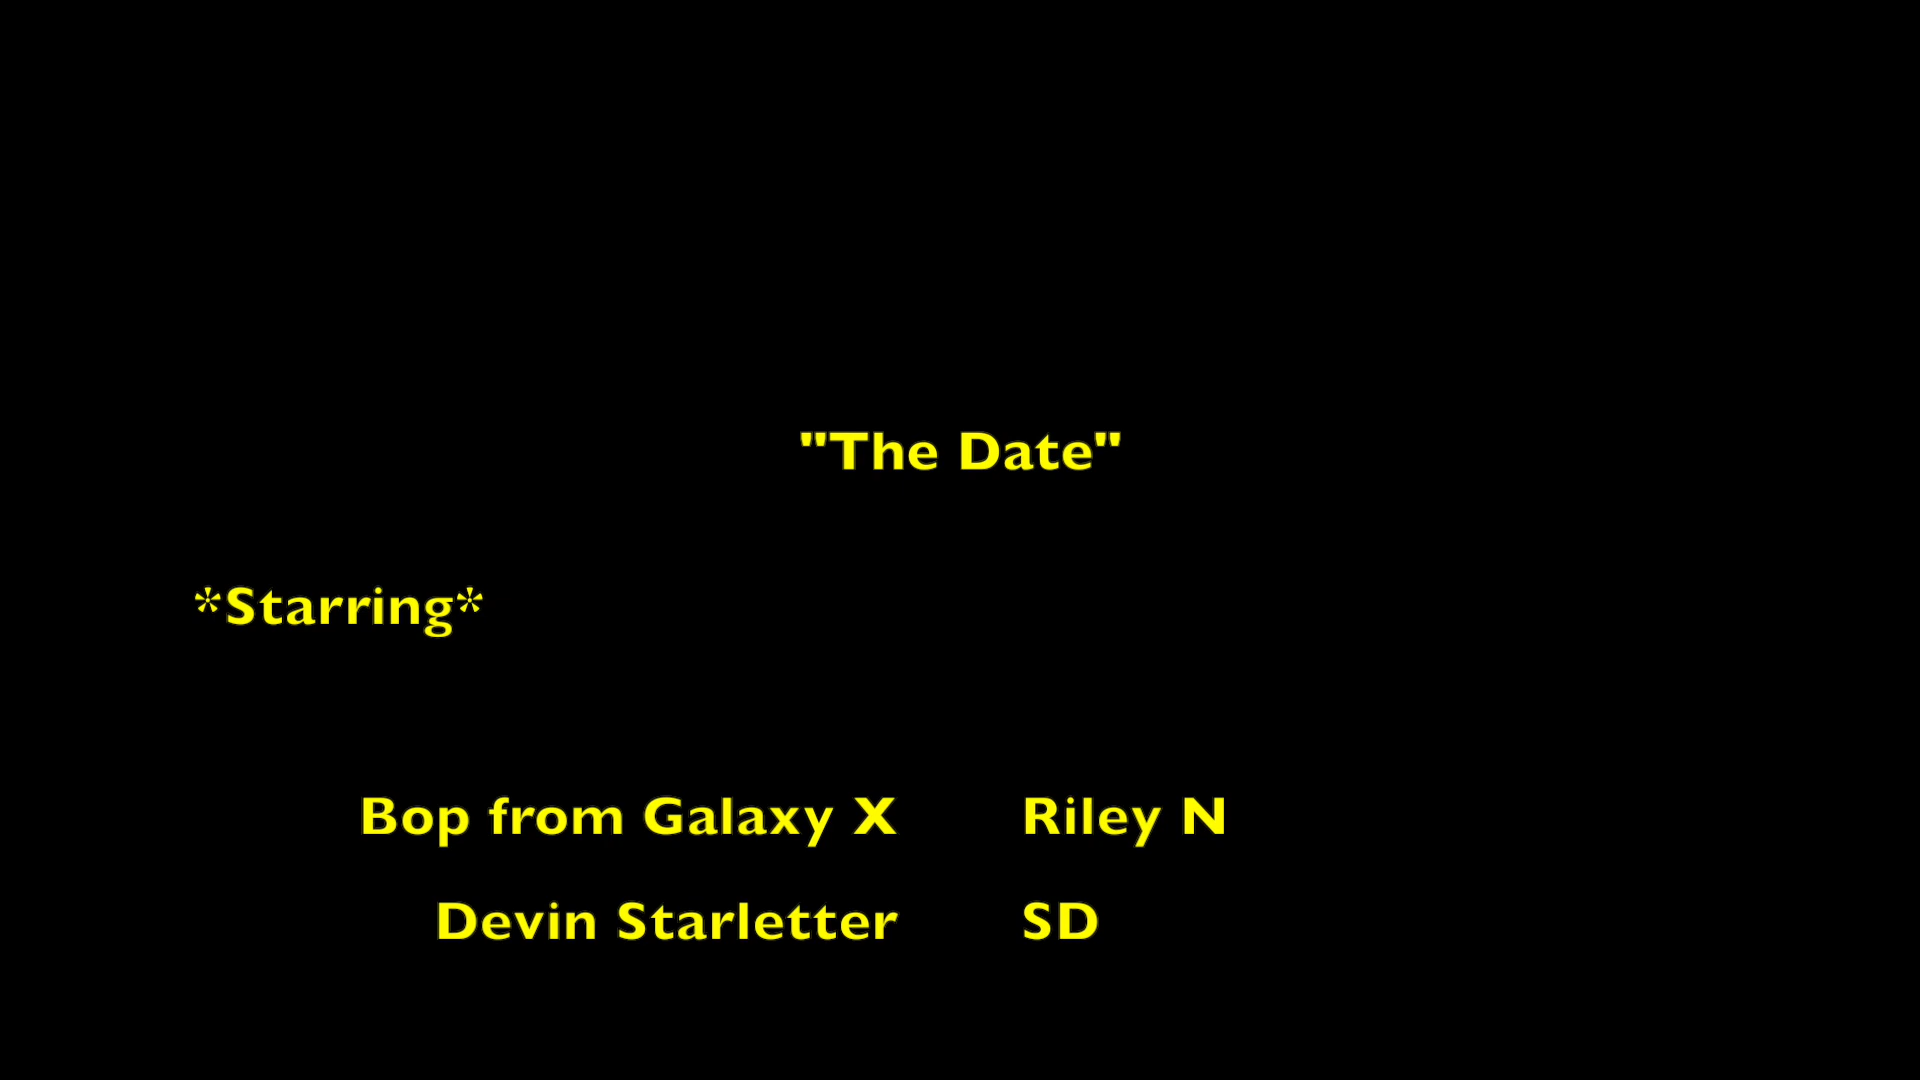 "The Date"
*Starring*
Bop from Galaxy X Riley N
Devin Starletter SD